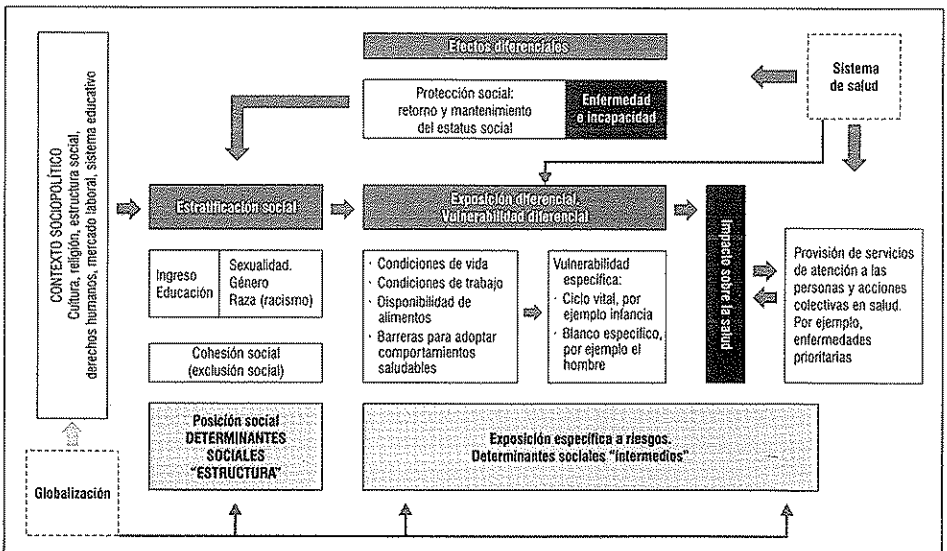 Efectos diferenciales
Protección social:
retorno y mantenimiento
del estatus social
Enfermedad
e incapacidad
Sistema
de salud
CONTEXTO SOCIOPOLÍTICO
Cultura, religión, estructura social,
derechos humanos, mercado laboral, sistema educativo
Estratificación social
Exposición diferencial.
Vulnerabilidad diferencial
Impacto sobre la salud
Ingreso
Educación
Sexualidad.
Género
Raza (racismo)
Cohesión social
(exclusión social)
· Condiciones de vida
· Condiciones de trabajo
· Disponibilidad de
alimentos
· Barreras para adoptar
comportamientos
saludables
Vulnerabilidad
específica:
· Ciclo vital, por
ejemplo infancia
· Blanco específico,
por ejemplo el
hombre
Provisión de servicios
de atención a las
personas y acciones
colectivas en salud.
Por ejemplo,
enfermedades
prioritarias
Posición social
DETERMINANTES
SOCIALES
"ESTRUCTURA"
Exposición específica a riesgos.
Determinantes sociales "intermedios"
Globalización